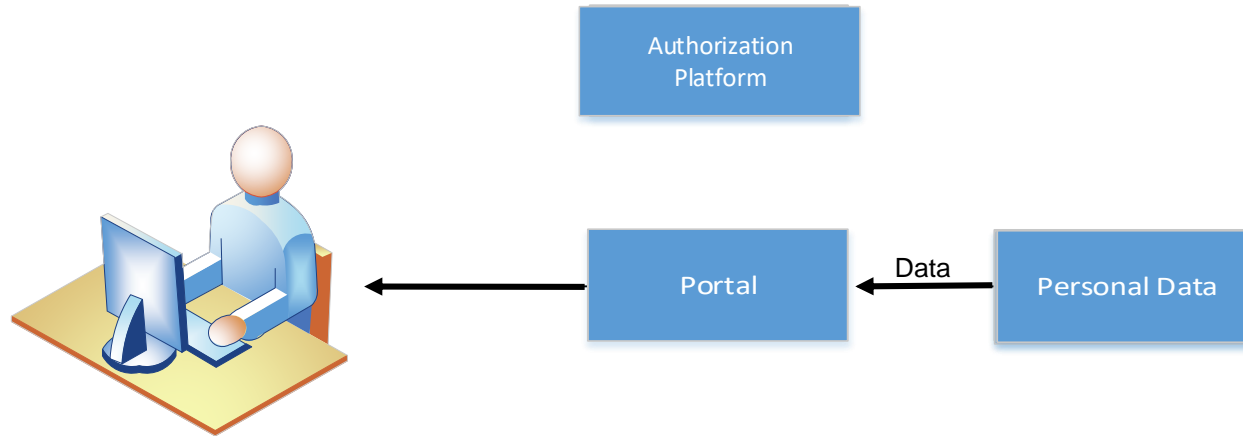 Authorization
Platform
Portal
Data
Personal Data